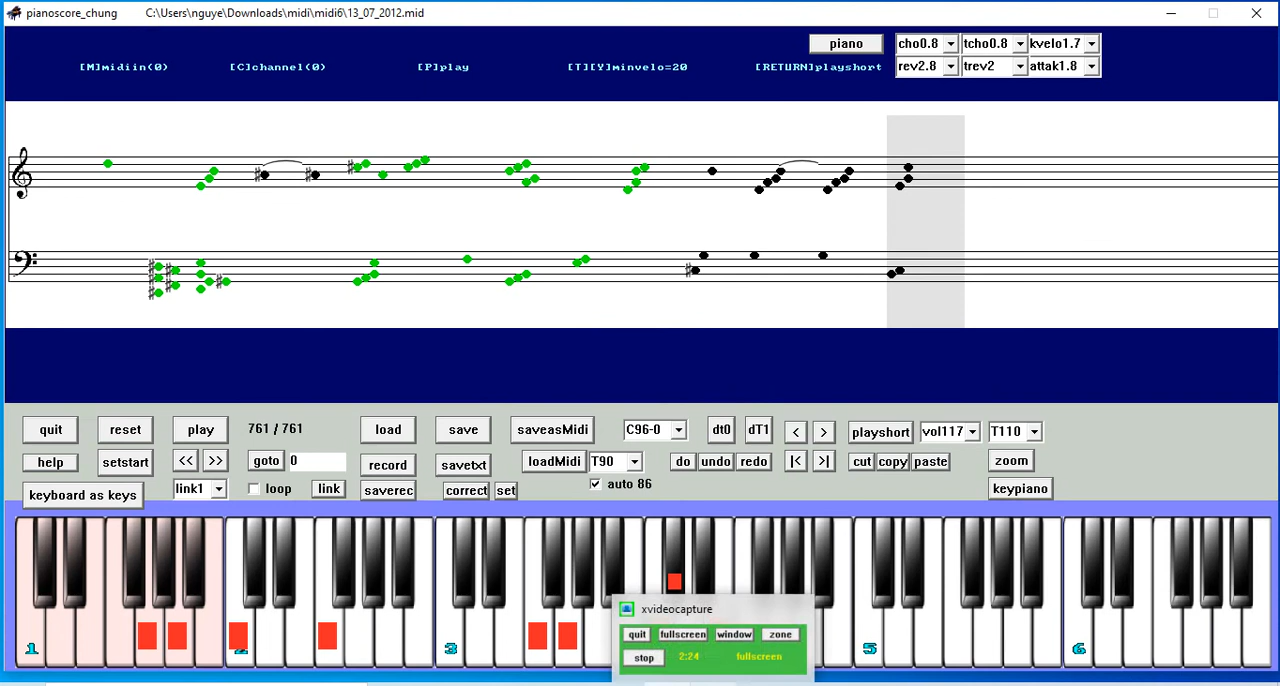 pianoscore_chung C:\Users\nguye\Downloads\midi\midi6\13_07_2012.mid
piano cho0.8 tcho0.8 kvelo1.7
[M]midiin(0) [C]channel(0) [P]play [T][Y]minvelo=20 [RETURN]playshort rev2.8 trev2 attak1.8
quit reset play 761 / 761 load save saveasMidi C96-0 dt0 dT1 < > playshort vol117 T110
help setstart << >> goto 0 record savetxt loadMidi T90 do undo redo |< >| cut copy paste zoom
keyboard as keys link1 loop link saverec correct set auto 86 keypiano
xvideocapture
quit fullscreen window zone
1 2 3 5 6
stop 2:24 fullscreen